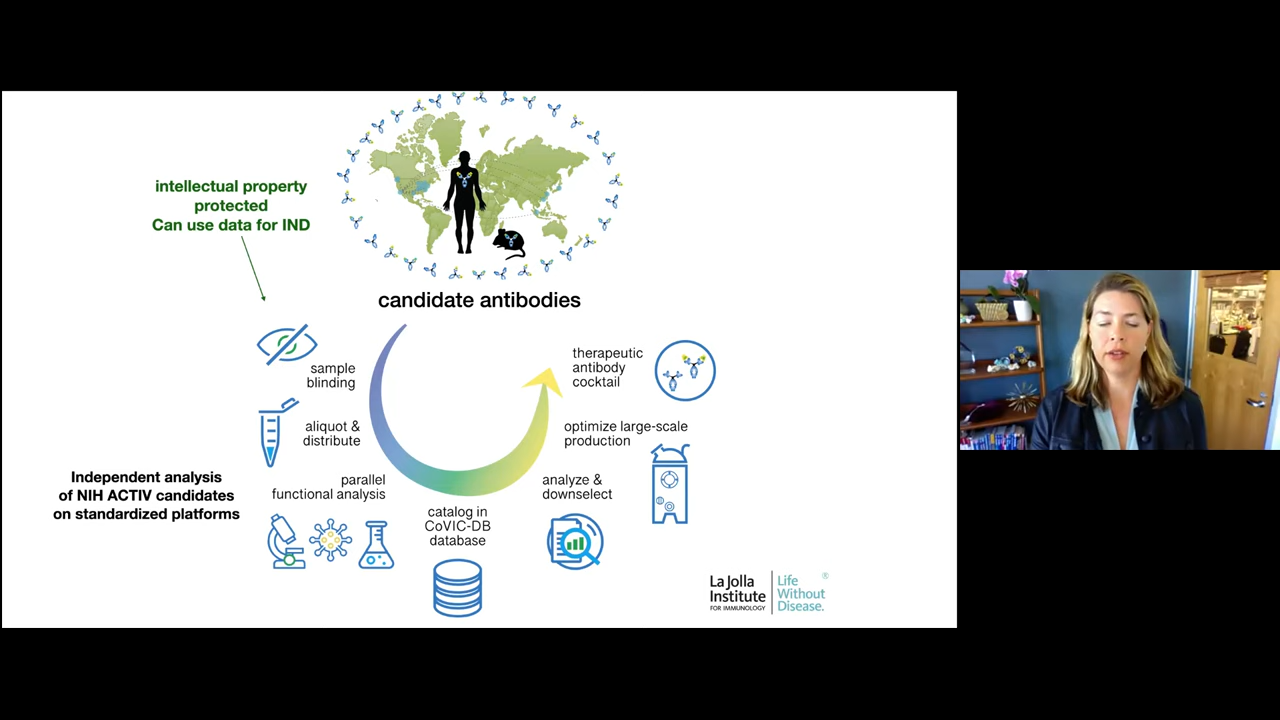 intellectual property
protected
Can use data for IND
candidate antibodies
sample
blinding
aliquot &
distribute
parallel
functional analysis
catalog in
CoVIC-DB
database
analyze &
downselect
optimize large-scale
production
therapeutic
antibody
cocktail
Independent analysis
of NIH ACTIV candidates
on standardized platforms
La Jolla
Institute
FOR IMMUNOLOGY
Life
Without
Disease.
®